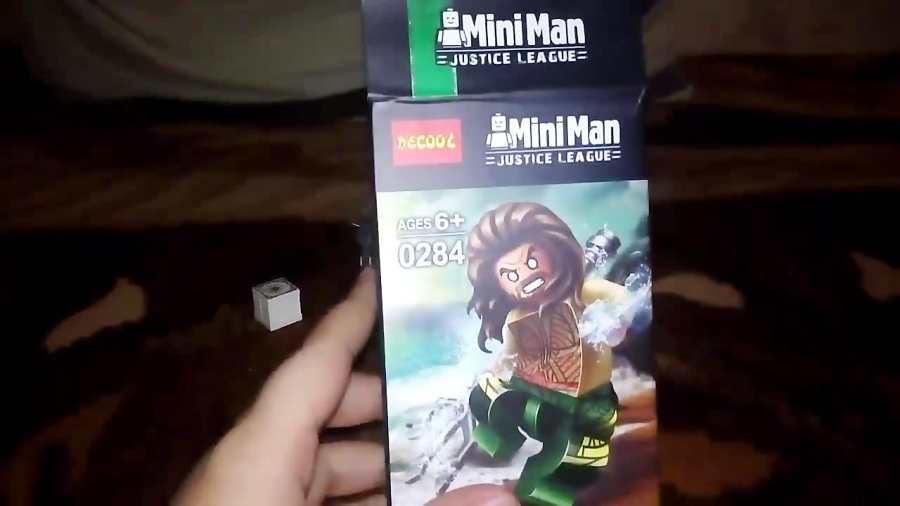 Mini Man
JUSTICE LEAGUE
DECOOL
Mini Man
JUSTICE LEAGUE
AGES 6+
0284